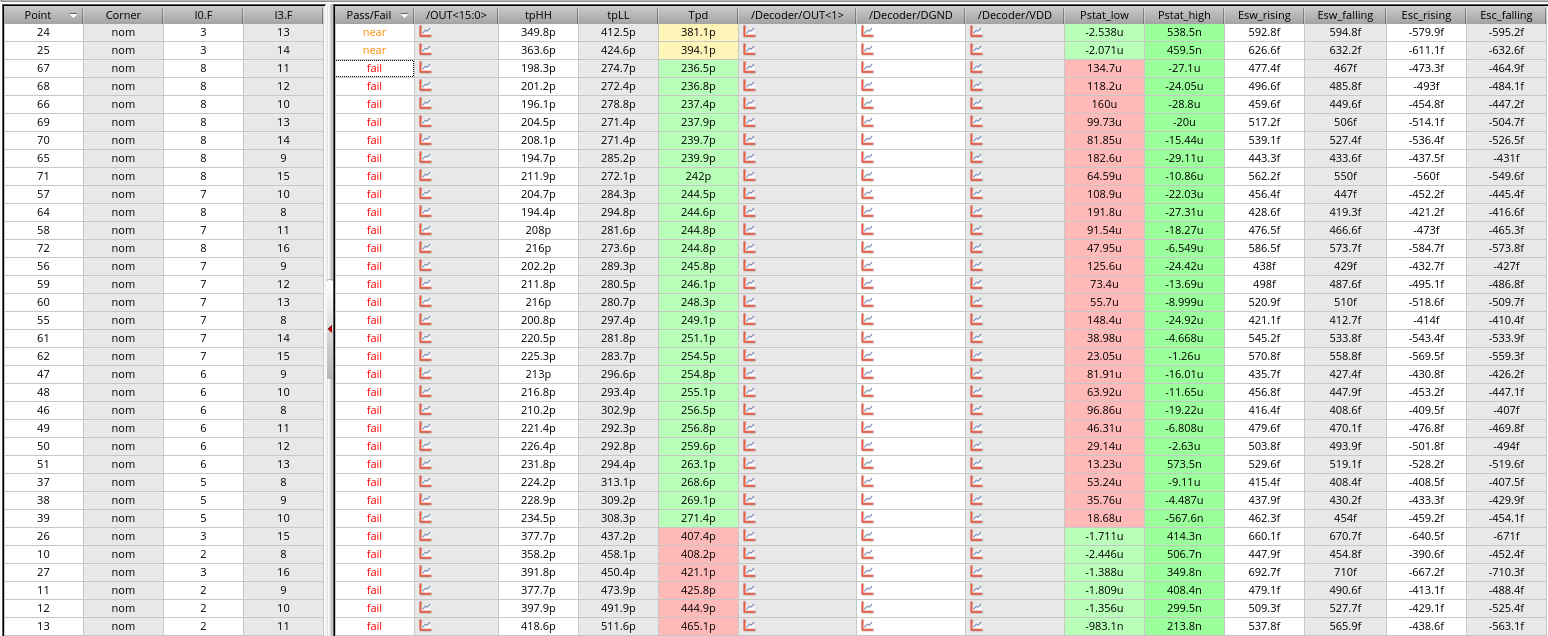 Point Corner I0.F I3.F Pass/Fail /OUT<15:0> tpHH tpLL Tpd /Decoder/OUT<1> /Decoder/DGND /Decoder/VDD Pstat_low Pstat_high Esw_rising Esw_falling Esc_rising Esc_falling
24 nom 3 13 near 349.8p 412.5p 381.1p -2.538u 538.5n 592.8f 594.8f -579.9f -595.2f
25 nom 3 14 near 363.6p 424.6p 394.1p -2.071u 459.5n 626.6f 632.2f -611.1f -632.6f
67 nom 8 11 fail 198.3p 274.7p 236.5p 134.7u -27.1u 477.4f 467f -473.3f -464.9f
68 nom 8 12 fail 201.2p 272.4p 236.8p 118.2u -24.05u 496.6f 485.8f -493f -484.1f
66 nom 8 10 fail 196.1p 278.8p 237.4p 160u -28.8u 459.6f 449.6f -454.8f -447.2f
69 nom 8 13 fail 204.5p 271.4p 237.9p 99.73u -20u 517.2f 506f -514.1f -504.7f
70 nom 8 14 fail 208.1p 271.4p 239.7p 81.85u -15.44u 539.1f 527.4f -536.4f -526.5f
65 nom 8 9 fail 194.7p 285.2p 239.9p 182.6u -29.11u 443.3f 433.6f -437.5f -431f
71 nom 8 15 fail 211.9p 272.1p 242p 64.59u -10.86u 562.2f 550f -560f -549.6f
57 nom 7 10 fail 204.7p 284.3p 244.5p 108.9u -22.03u 456.4f 447f -452.2f -445.4f
64 nom 8 8 fail 194.4p 294.8p 244.6p 191.8u -27.31u 428.6f 419.3f -421.2f -416.6f
58 nom 7 11 fail 208p 281.6p 244.8p 91.54u -18.27u 476.5f 466.6f -473f -465.3f
72 nom 8 16 fail 216p 273.6p 244.8p 47.95u -6.549u 586.5f 573.7f -584.7f -573.8f
56 nom 7 9 fail 202.2p 289.3p 245.8p 125.6u -24.42u 438f 429f -432.7f -427f
59 nom 7 12 fail 211.8p 280.5p 246.1p 73.4u -13.69u 498f 487.6f -495.1f -486.8f
60 nom 7 13 fail 216p 280.7p 248.3p 55.7u -8.999u 520.9f 510f -518.6f -509.7f
55 nom 7 8 fail 200.8p 297.4p 249.1p 148.4u -24.92u 421.1f 412.7f -414f -410.4f
61 nom 7 14 fail 220.5p 281.8p 251.1p 38.98u -4.668u 545.2f 533.8f -543.4f -533.9f
62 nom 7 15 fail 225.3p 283.7p 254.5p 23.05u -1.26u 570.8f 558.8f -569.5f -559.3f
47 nom 6 9 fail 213p 296.6p 254.8p 81.91u -16.01u 435.7f 427.4f -430.8f -426.2f
48 nom 6 10 fail 216.8p 293.4p 255.1p 63.92u -11.65u 456.8f 447.9f -453.2f -447.1f
46 nom 6 8 fail 210.2p 302.9p 256.5p 96.86u -19.22u 416.4f 408.6f -409.5f -407f
49 nom 6 11 fail 221.4p 292.3p 256.8p 46.31u -6.808u 479.6f 470.1f -476.8f -469.8f
50 nom 6 12 fail 226.4p 292.8p 259.6p 29.14u -2.63u 503.8f 493.9f -501.8f -494f
51 nom 6 13 fail 231.8p 294.4p 263.1p 13.23u 573.5n 529.6f 519.1f -528.2f -519.6f
37 nom 5 8 fail 224.2p 313.1p 268.6p 53.24u -9.11u 415.4f 408.4f -408.5f -407.5f
38 nom 5 9 fail 228.9p 309.2p 269.1p 35.76u -4.487u 437.9f 430.2f -433.3f -429.9f
39 nom 5 10 fail 234.5p 308.3p 271.4p 18.68u -567.6n 462.3f 454f -459.2f -454.1f
26 nom 3 15 fail 377.7p 437.2p 407.4p -1.711u 414.3n 660.1f 670.7f -640.5f -671f
10 nom 2 8 fail 358.2p 458.1p 408.2p -2.446u 506.7n 447.9f 454.8f -390.6f -452.4f
27 nom 3 16 fail 391.8p 450.4p 421.1p -1.388u 349.8n 692.7f 710f -667.2f -710.3f
11 nom 2 9 fail 377.7p 473.9p 425.8p -1.809u 408.4n 479.1f 490.6f -413.1f -488.4f
12 nom 2 10 fail 397.9p 491.9p 444.9p -1.356u 299.5n 509.3f 527.7f -429.1f -525.4f
13 nom 2 11 fail 418.6p 511.6p 465.1p -983.1n 213.8n 537.8f 565.9f -438.6f -563.1f